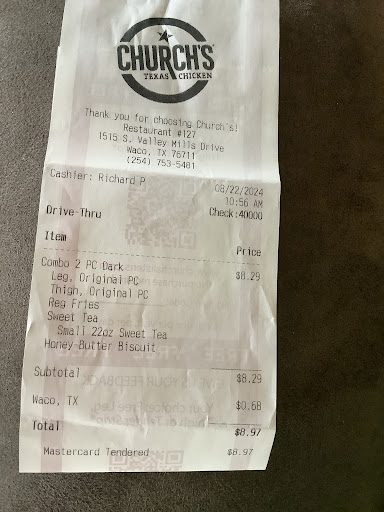 CHURCH'S
TEXAS CHICKEN
Thank you for choosing Church's!
Restaurant #127
1515 S. Valley Mills Drive
Waco, TX 76711
(254) 753-5481
Cashier: Richard P
08/22/2024
10:56 AM
Drive-Thru Check:40000
Item Price
Combo 2 PC Dark $8.29
Leg, Original PC
Thigh, Original PC
Reg Fries
Sweet Tea
Small 22oz Sweet Tea
Honey-Butter Biscuit
Subtotal $8.29
Waco, TX $0.68
Total $8.97
Mastercard Tendered $8.97